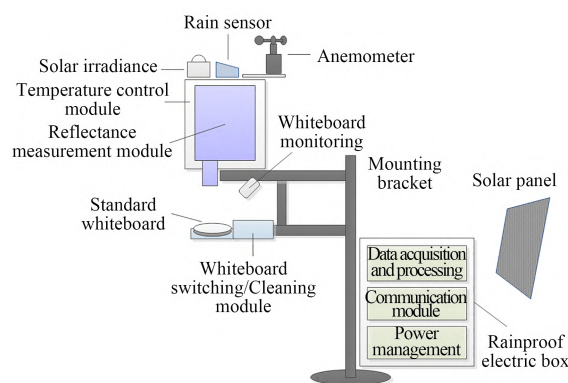 Rain sensor
Anemometer
Solar irradiance
Temperature control
module
Reflectance
measurement module
Whiteboard
monitoring
Mounting
bracket
Solar panel
Standard
whiteboard
Whiteboard
switching/Cleaning
module
Data acquisition
and processing
Communication
module
Power
management
Rainproof
electric box